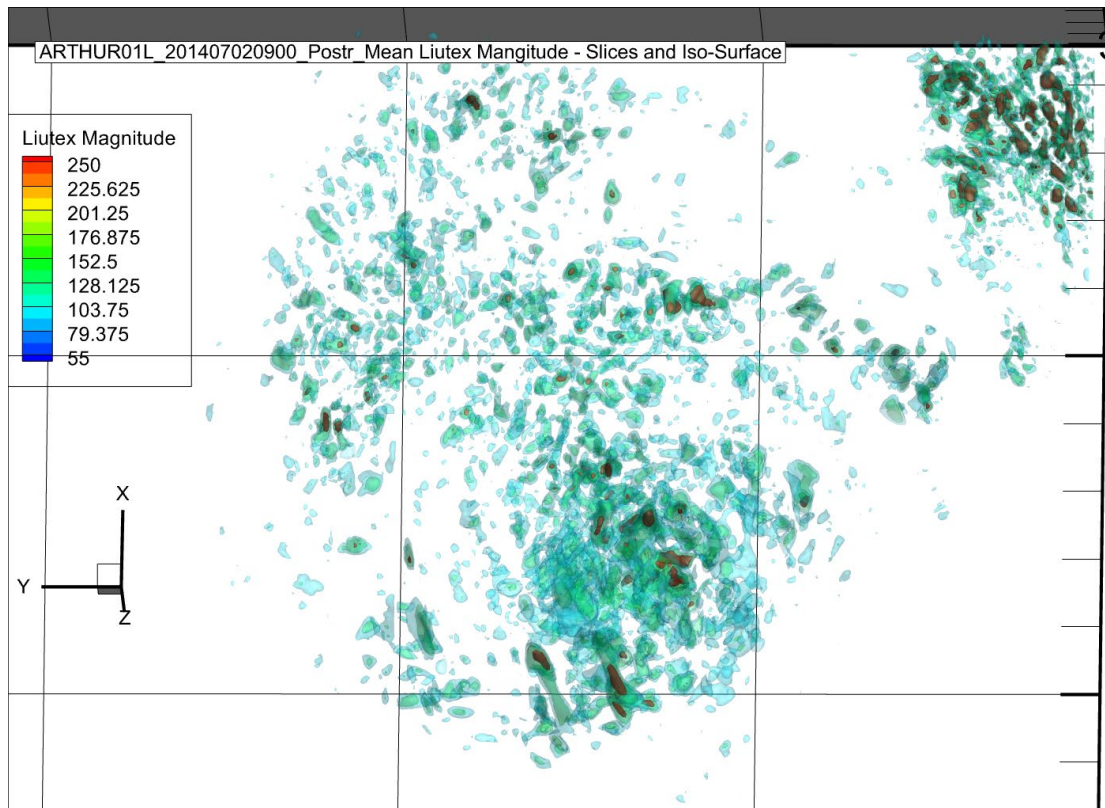 ARTHUR01L_201407020900_Postr_Mean Liutex Mangitude - Slices and Iso-Surface
Liutex Magnitude
250
225.625
201.25
176.875
152.5
128.125
103.75
79.375
55
X
Y
Z